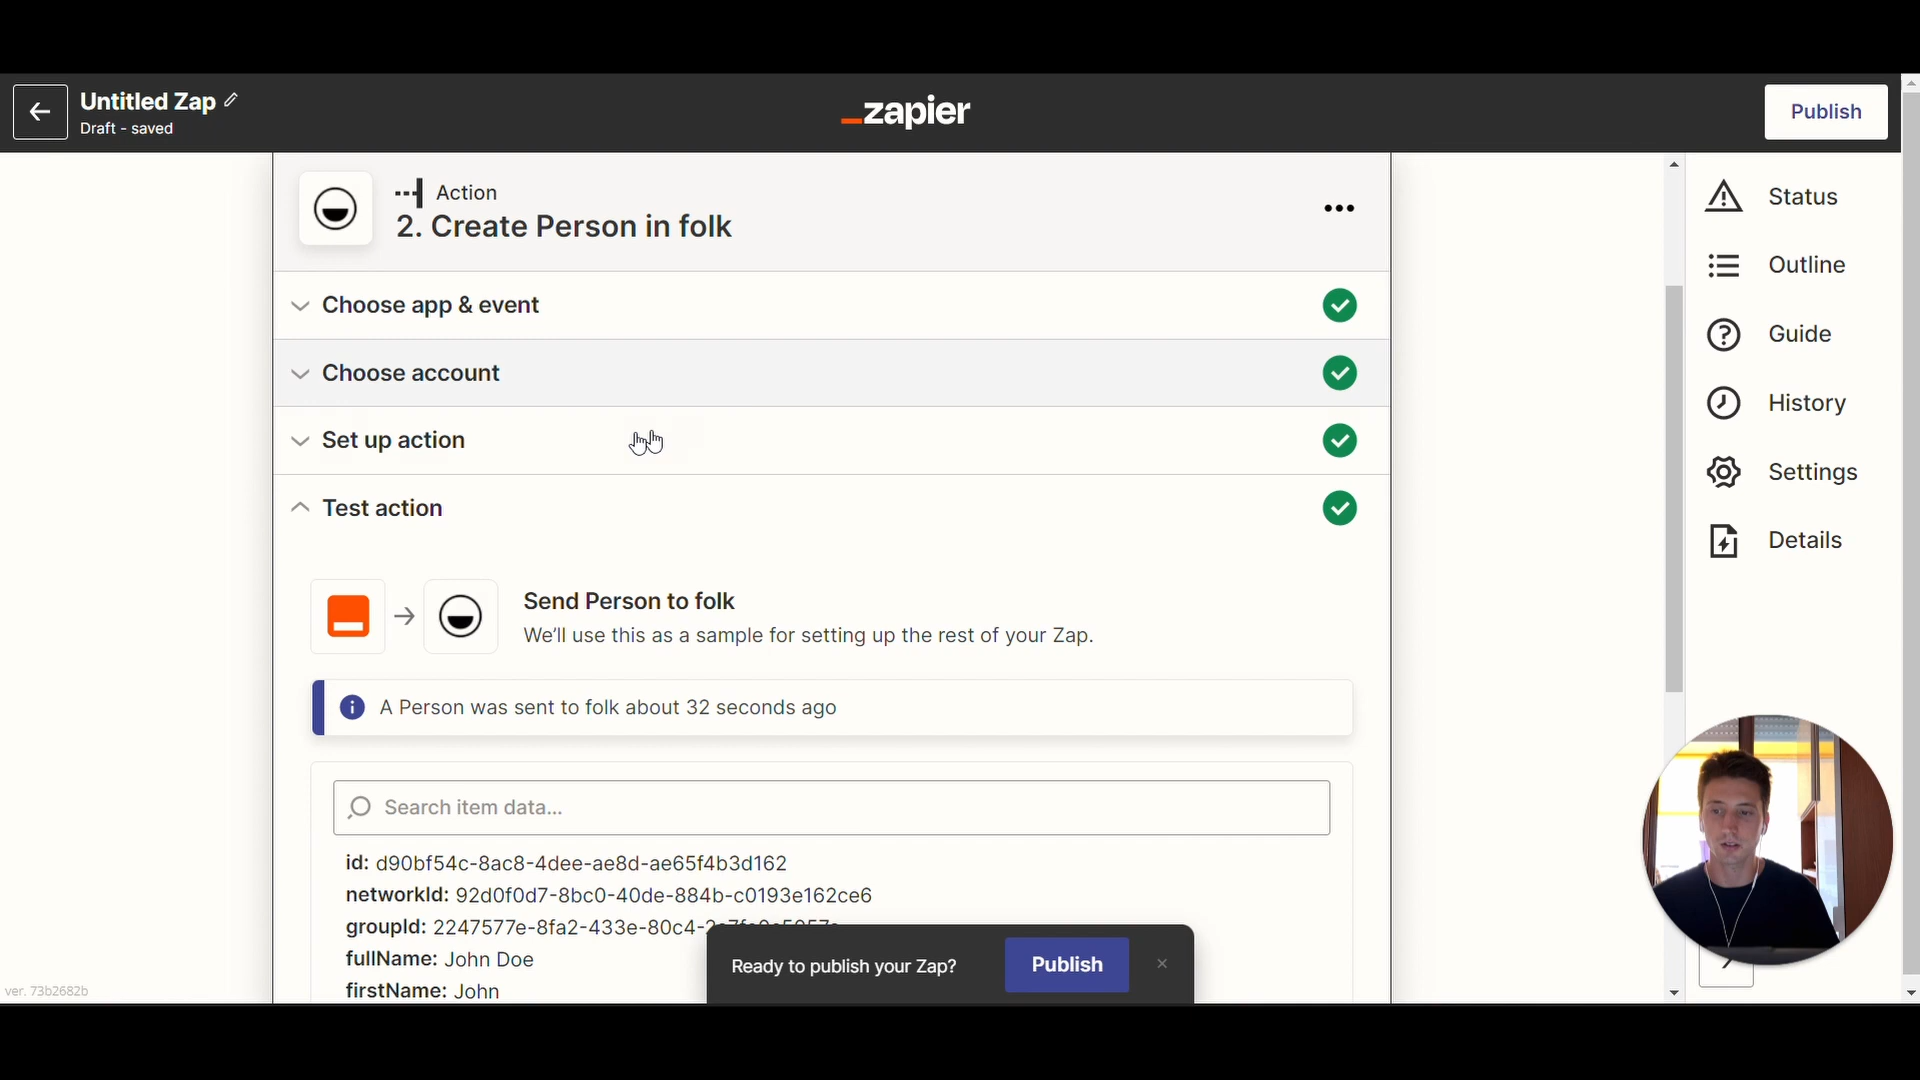 Untitled Zap
Draft - saved
zapier
Publish
Action
2. Create Person in folk
Choose app & event
Choose account
Set up action
Test action
Send Person to folk
We'll use this as a sample for setting up the rest of your Zap.
A Person was sent to folk about 32 seconds ago
Search item data...
id: d90bf54c-8ac8-4dee-ae8d-ae65f4b3d162
networkId: 92d0f0d7-8bc0-40de-884b-c0193e162ce6
groupId: 2247577e-8fa2-433e-80c4-
fullName: John Doe
firstName: John
Ready to publish your Zap?
Publish
Status
Outline
Guide
History
Settings
Details
ver. 73b2682b